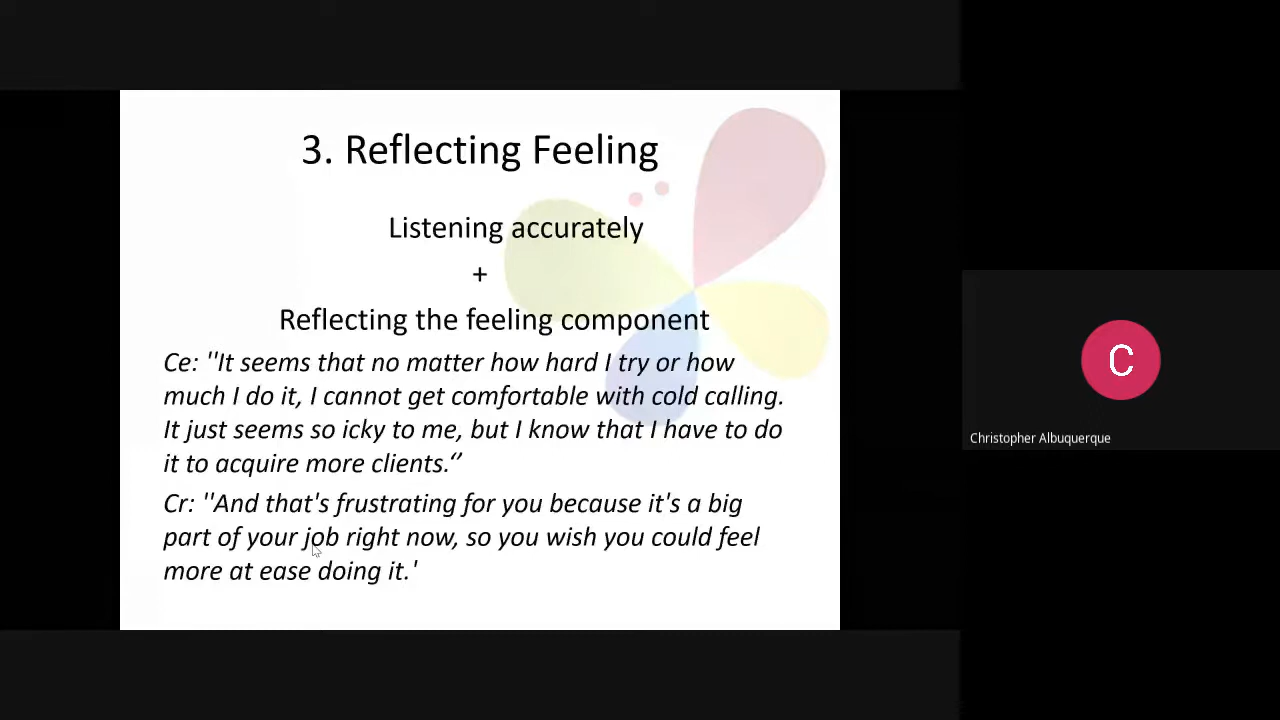 3. Reflecting Feeling
Listening accurately
+
Reflecting the feeling component
Ce: "It seems that no matter how hard I try or how
much I do it, I cannot get comfortable with cold calling.
It just seems so icky to me, but I know that I have to do
it to acquire more clients.“
Cr: "And that's frustrating for you because it's a big
part of your job right now, so you wish you could feel
more at ease doing it.'
C
Christopher Albuquerque